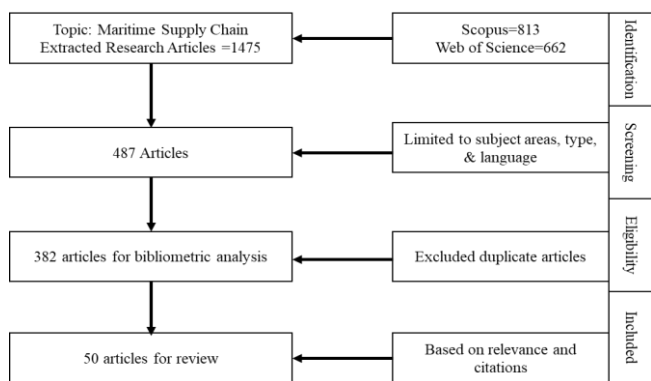 Topic: Maritime Supply Chain
Extracted Research Articles =1475
Scopus=813
Web of Science=662
Identification
487 Articles
Limited to subject areas, type,
& language
Screening
382 articles for bibliometric analysis
Excluded duplicate articles
Eligibility
50 articles for review
Based on relevance and
citations
Included